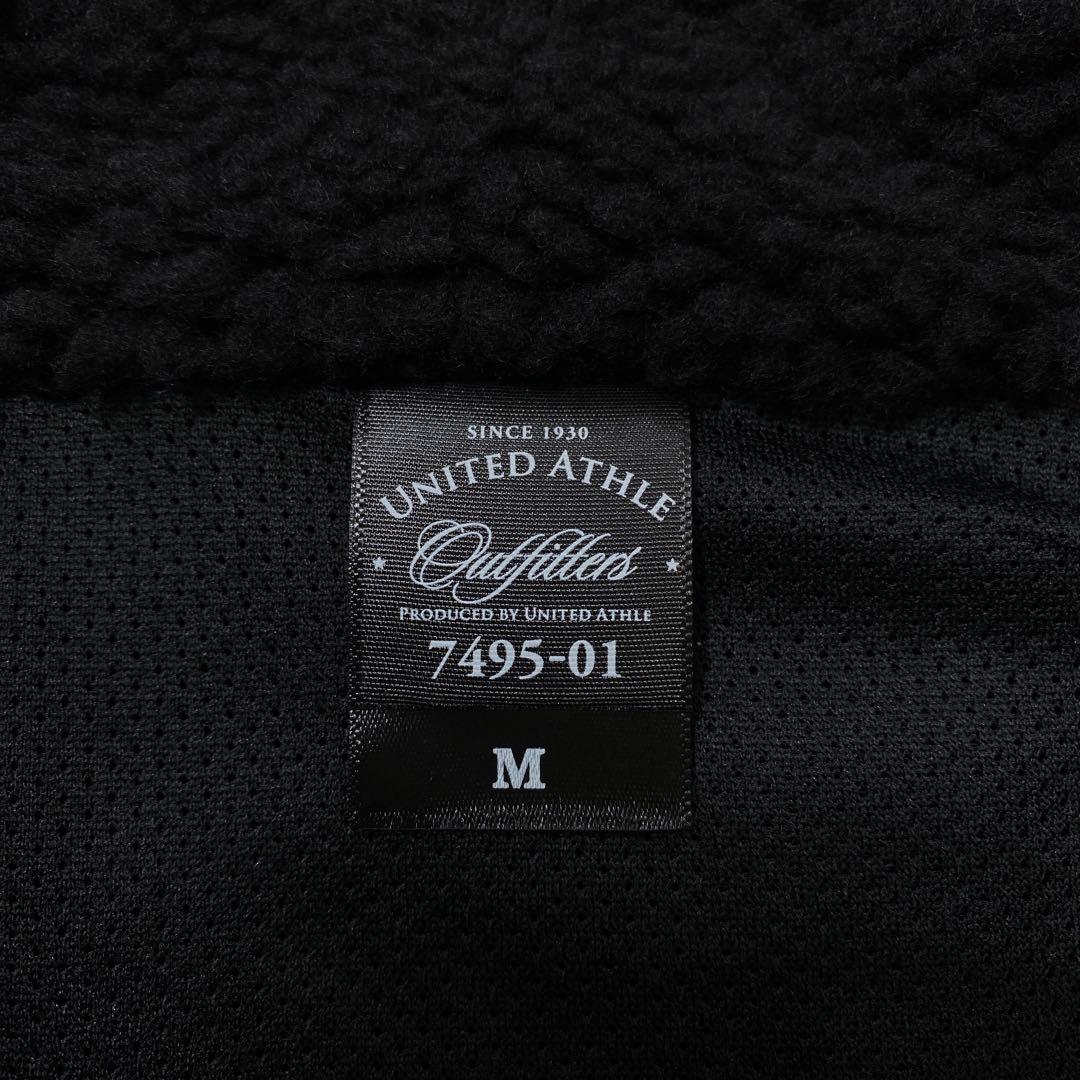 SINCE 1930
UNITED ATHLE
Outfitters
PRODUCED BY UNITED ATHLE
7495-01
M